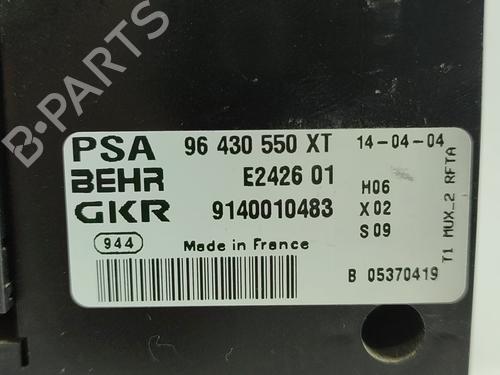 PSA 96 430 550 XT 14-04-04
BEHR E2426 01 H06
GKR 9140010483 X02
S09
944 Made in France
B 05370419
T1 MUX_2 RFTA
B-PARTS